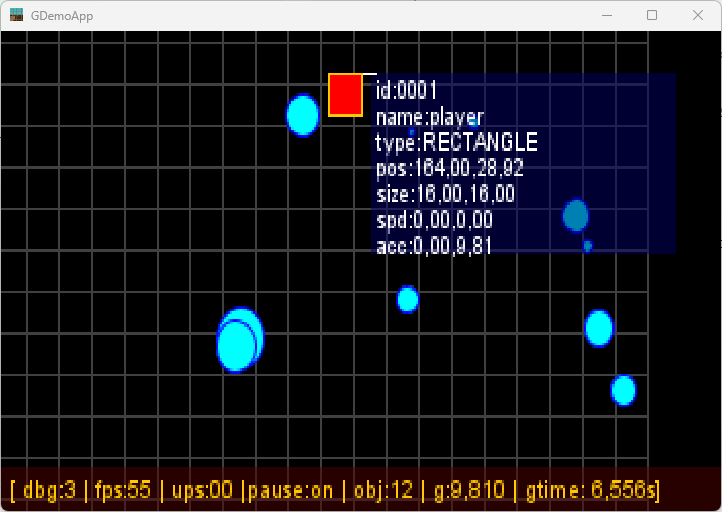 GDemoApp
id:0001
name:player
type:RECTANGLE
pos:164,00,28,92
size:16,00,16,00
spd:0,00,0,00
acc:0,00,9,81
[ dbg:3 | fps:55 | ups:00 |pause:on | obj:12 | g:9,810 | gtime: 6,556s]